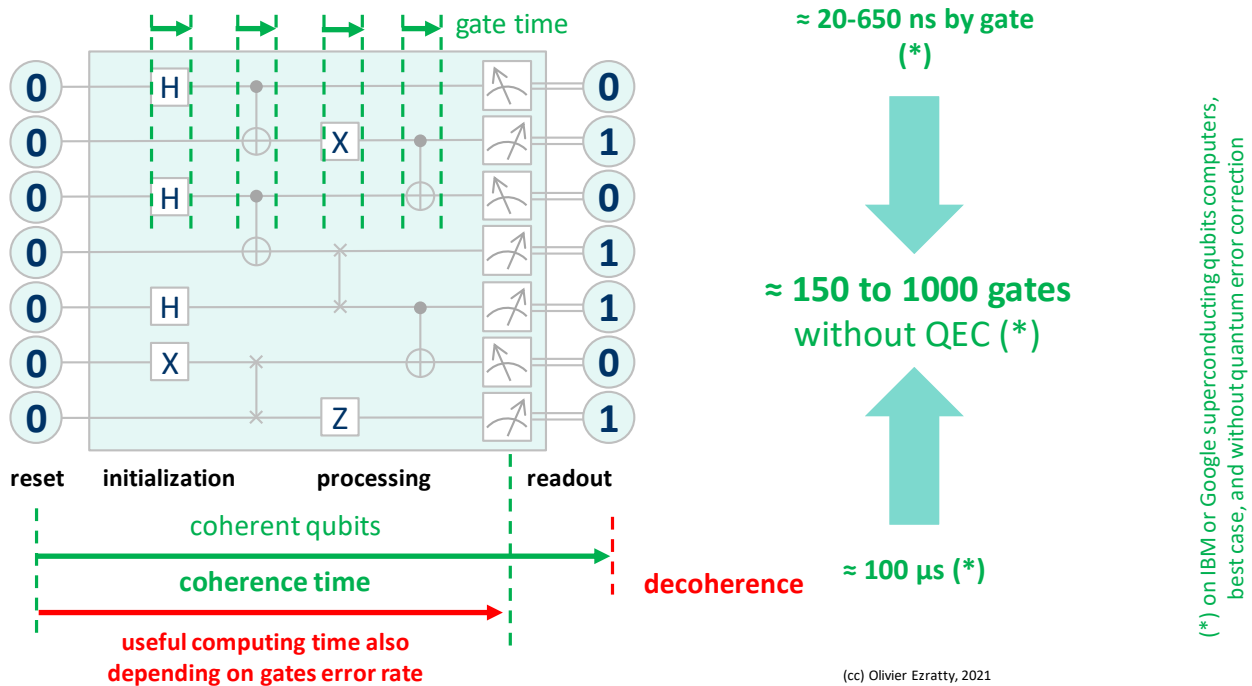 gate time
≈ 20-650 ns by gate
(*)
0 H 0
0 X 1
0 H 0
0 1
0 H 1
0 X 0
0 Z 1
≈ 150 to 1000 gates
without QEC (*)
reset initialization processing readout
coherent qubits
coherence time
decoherence
≈ 100 μs (*)
useful computing time also
depending on gates error rate
(cc) Olivier Ezratty, 2021
(*) on IBM or Google superconducting qubits computers,
best case, and without quantum error correction